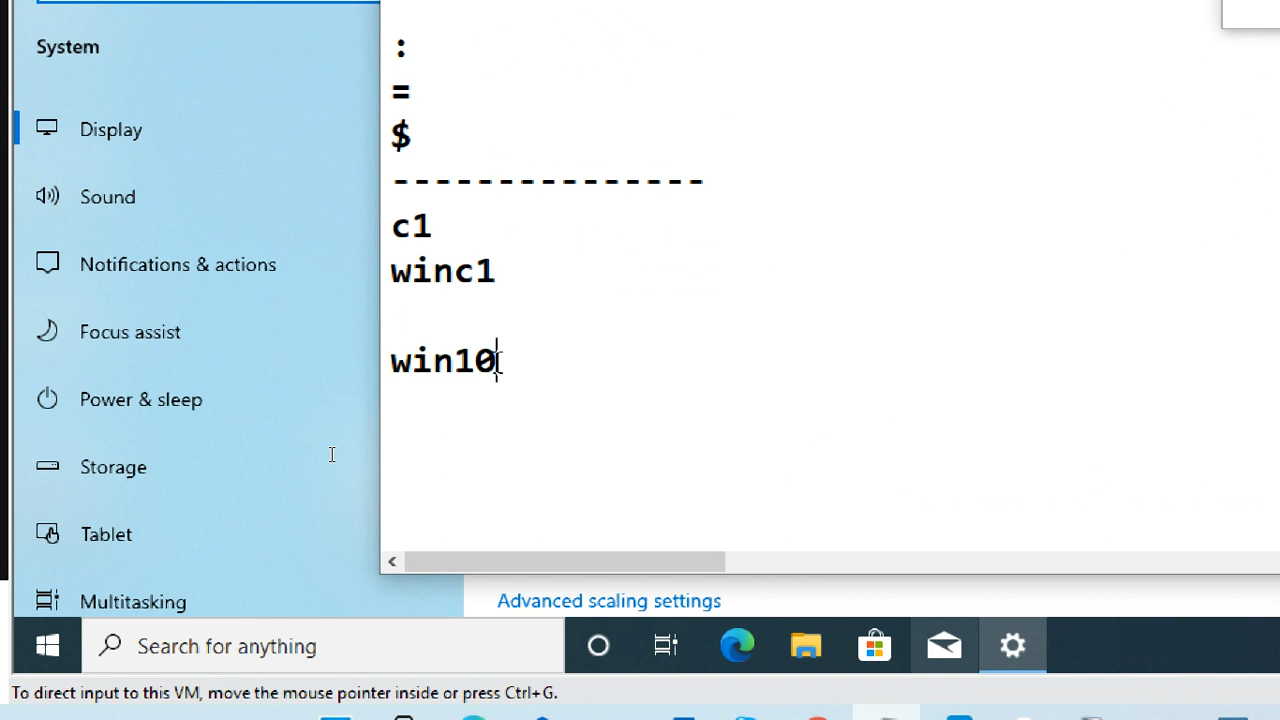 System
Display
Sound
Notifications & actions
Focus assist
Power & sleep
Storage
Tablet
Multitasking
:
=
$
---------------
c1
winc1
win10
Advanced scaling settings
Search for anything
To direct input to this VM, move the mouse pointer inside or press Ctrl+G.